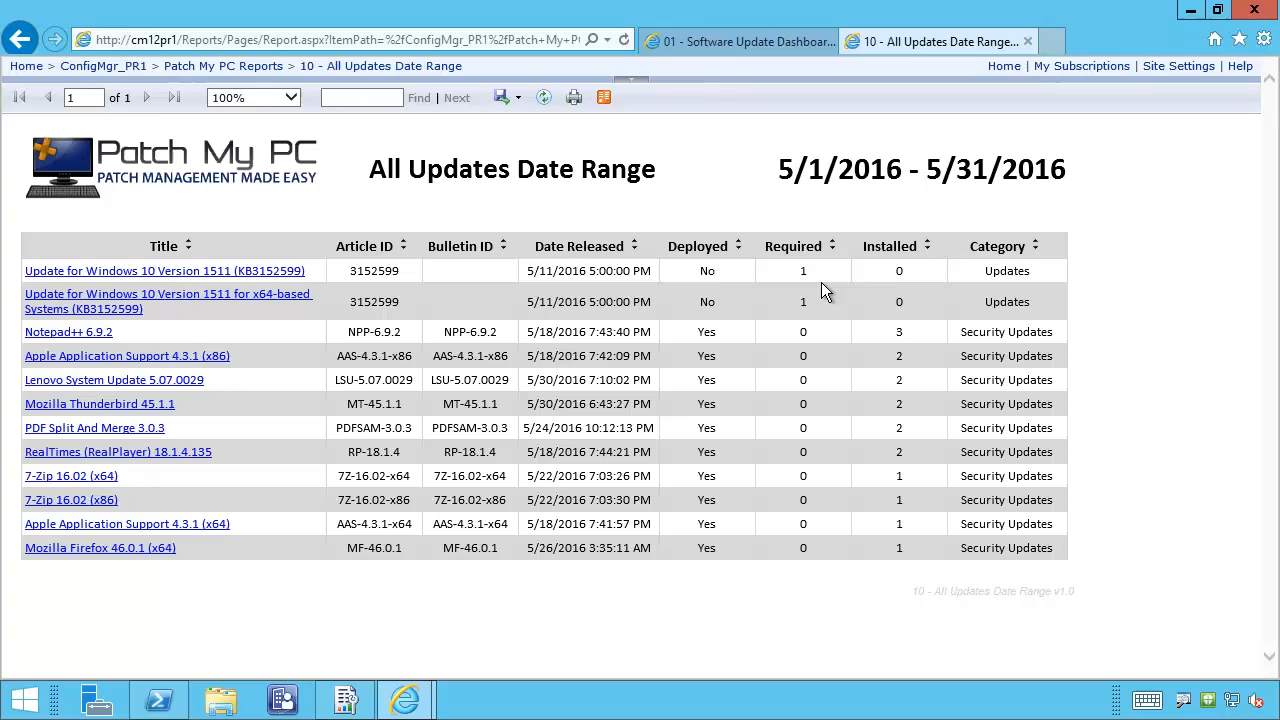 http://cm12pr1/Reports/Pages/Report.aspx?ItemPath=%2fConfigMgr_PR1%2fPatch+My+P
01 - Software Update Dashboar...
10 - All Updates Date Range...
Home > ConfigMgr_PR1 > Patch My PC Reports > 10 - All Updates Date Range
Home | My Subscriptions | Site Settings | Help
1 of 1 100% Find | Next
Patch My PC
PATCH MANAGEMENT MADE EASY
All Updates Date Range 5/1/2016 - 5/31/2016
Title Article ID Bulletin ID Date Released Deployed Required Installed Category
Update for Windows 10 Version 1511 (KB3152599) 3152599 5/11/2016 5:00:00 PM No 1 0 Updates
Update for Windows 10 Version 1511 for x64-based
Systems (KB3152599) 3152599 5/11/2016 5:00:00 PM No 1 0 Updates
Notepad++ 6.9.2 NPP-6.9.2 NPP-6.9.2 5/18/2016 7:43:40 PM Yes 0 3 Security Updates
Apple Application Support 4.3.1 (x86) AAS-4.3.1-x86 AAS-4.3.1-x86 5/18/2016 7:42:09 PM Yes 0 2 Security Updates
Lenovo System Update 5.07.0029 LSU-5.07.0029 LSU-5.07.0029 5/30/2016 7:10:02 PM Yes 0 2 Security Updates
Mozilla Thunderbird 45.1.1 MT-45.1.1 MT-45.1.1 5/30/2016 6:43:27 PM Yes 0 2 Security Updates
PDF Split And Merge 3.0.3 PDFSAM-3.0.3 PDFSAM-3.0.3 5/24/2016 10:12:13 PM Yes 0 2 Security Updates
RealTimes (RealPlayer) 18.1.4.135 RP-18.1.4 RP-18.1.4 5/18/2016 7:44:21 PM Yes 0 2 Security Updates
7-Zip 16.02 (x64) 7Z-16.02-x64 7Z-16.02-x64 5/22/2016 7:03:26 PM Yes 0 1 Security Updates
7-Zip 16.02 (x86) 7Z-16.02-x86 7Z-16.02-x86 5/22/2016 7:03:30 PM Yes 0 1 Security Updates
Apple Application Support 4.3.1 (x64) AAS-4.3.1-x64 AAS-4.3.1-x64 5/18/2016 7:41:57 PM Yes 0 1 Security Updates
Mozilla Firefox 46.0.1 (x64) MF-46.0.1 MF-46.0.1 5/26/2016 3:35:11 AM Yes 0 1 Security Updates
10 - All Updates Date Range v1.0